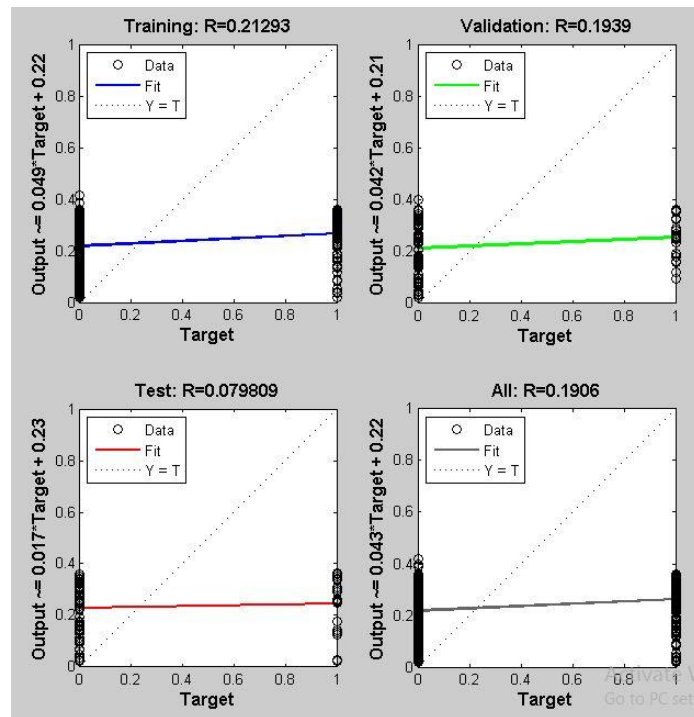 Training: R=0.21293
Output ~= 0.049*Target + 0.22
1
0.8
0.6
0.4
0.2
0
Data
Fit
Y = T
0 0.2 0.4 0.6 0.8 1
Target
Validation: R=0.1939
Output ~= 0.042*Target + 0.21
1
0.8
0.6
0.4
0.2
0
Data
Fit
Y = T
0 0.2 0.4 0.6 0.8 1
Target
Test: R=0.079809
Output ~= 0.017*Target + 0.23
1
0.8
0.6
0.4
0.2
0
Data
Fit
Y = T
0 0.2 0.4 0.6 0.8 1
Target
All: R=0.1906
Output ~= 0.043*Target + 0.22
1
0.8
0.6
0.4
0.2
0
Data
Fit
Y = T
0 0.2 0.4 0.6 0.8 1
Target
Activate W
Go to PC set